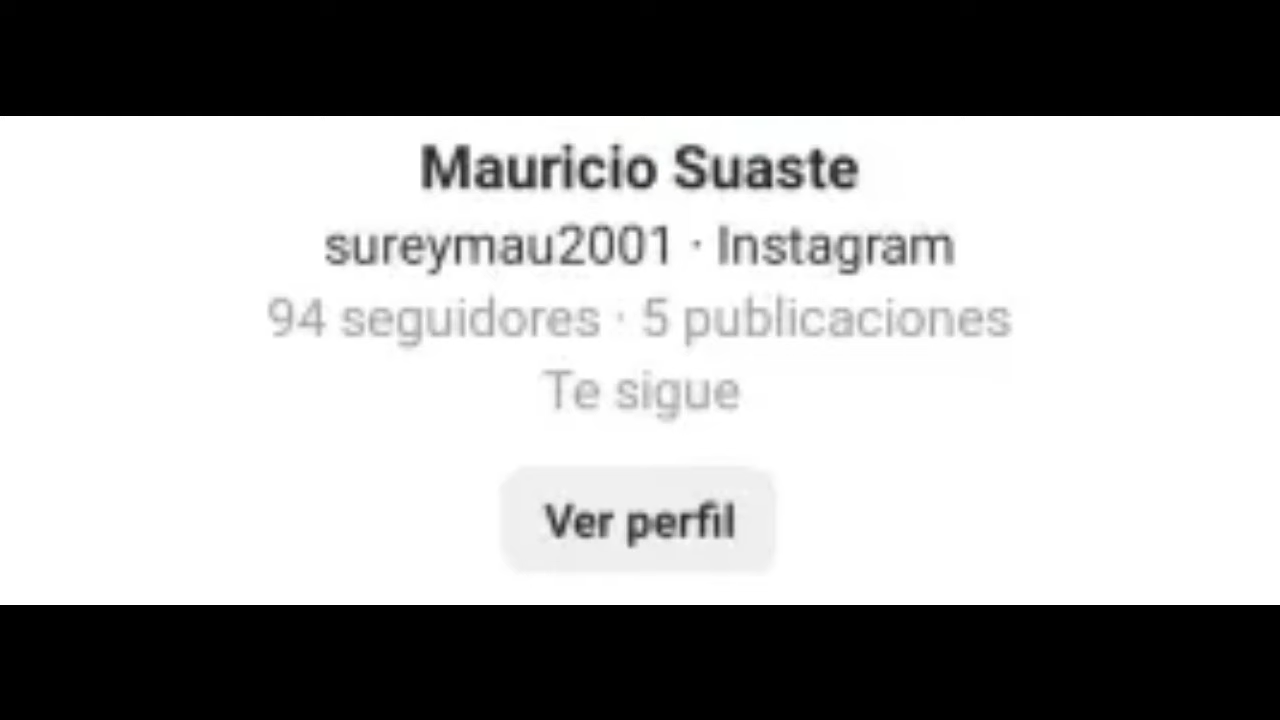 Mauricio Suaste
sureymau2001 · Instagram
94 seguidores · 5 publicaciones
Te sigue
Ver perfil